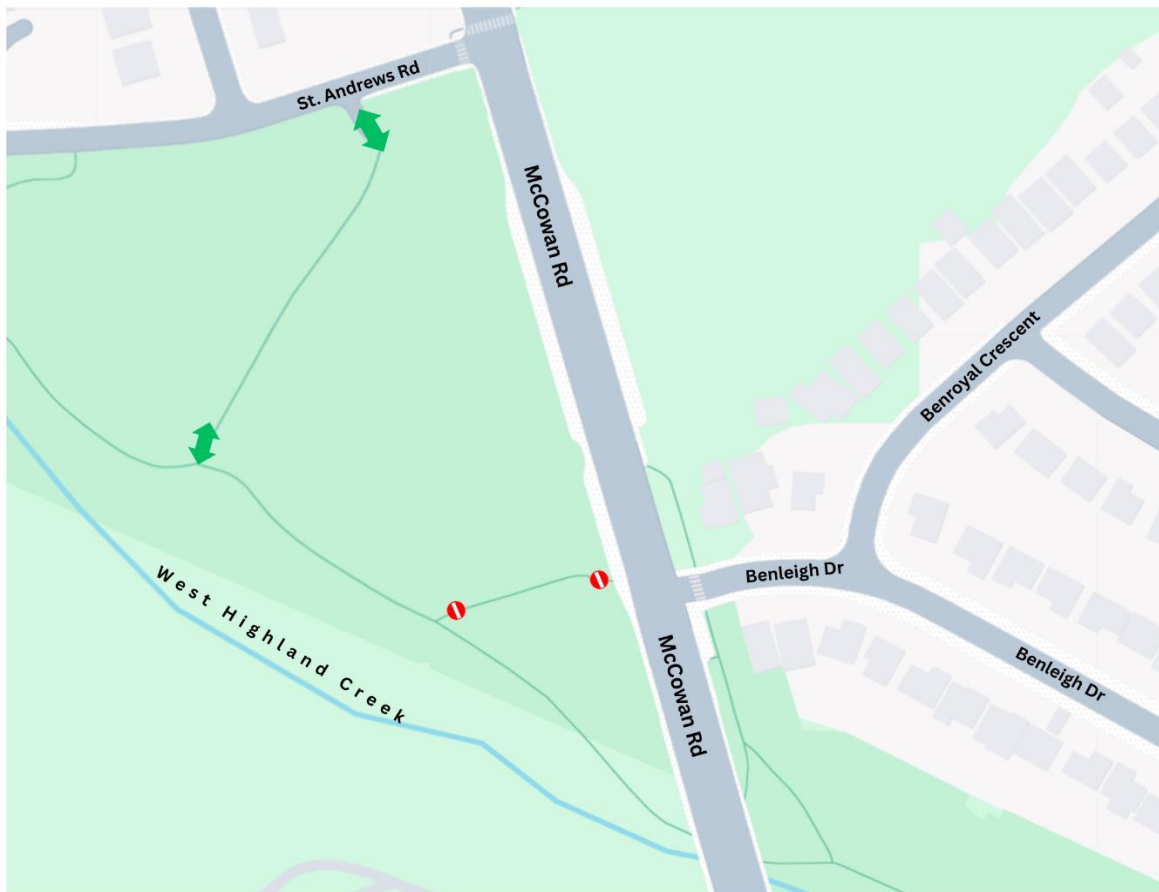 St. Andrews Rd
McCowan Rd
Benroyal Crescent
Benleigh Dr
West Highland Creek
McCowan Rd
Benleigh Dr